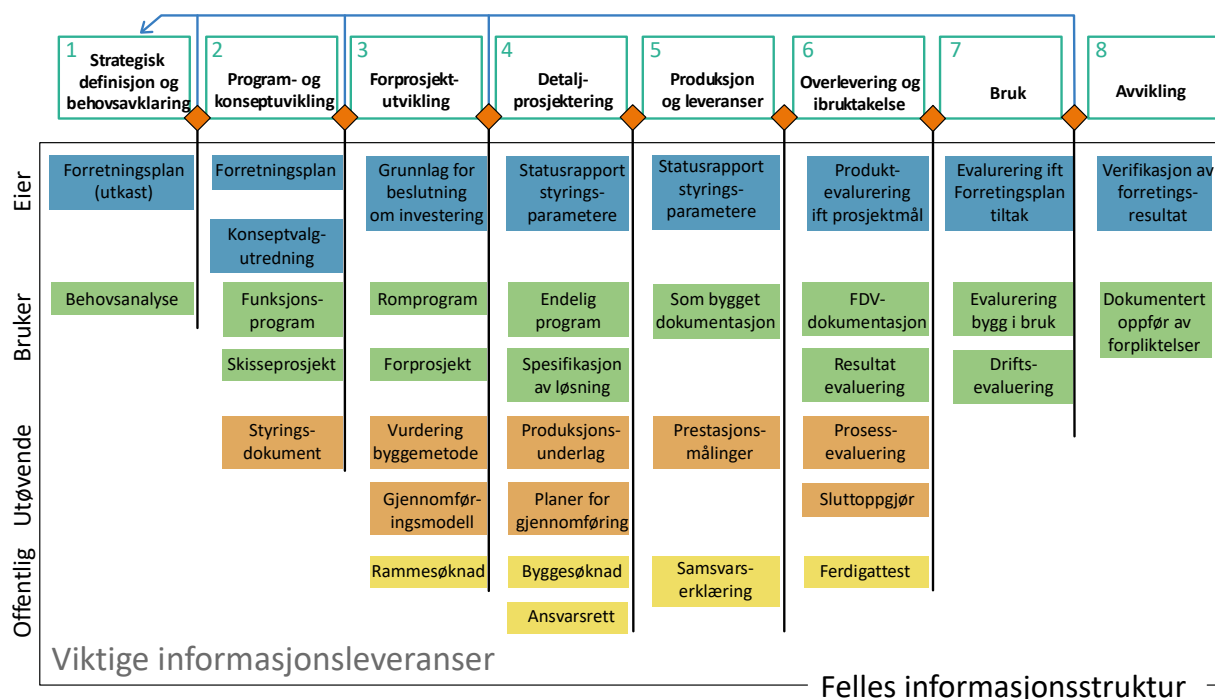 1
Strategisk
definisjon og
behovsavklaring
2
Program- og
konseptuvikling
3
Forprosjekt-
utvikling
4
Detalj-
prosjektering
5
Produksjon
og leveranser
6
Overlevering og
ibruktakelse
7
Bruk
8
Avvikling
Eier
Forretningsplan
(utkast)
Forretningsplan
Konseptvalg-
utredning
Grunnlag for
beslutning
om investering
Statusrapport
styrings-
parametere
Statusrapport
styrings-
parametere
Produkt-
evaluering
ift prosjektmål
Evalurering ift
Forretingsplan
tiltak
Verifikasjon av
forretings-
resultat
Bruker
Behovsanalyse
Funksjons-
program
Skisseprosjekt
Romprogram
Forprosjekt
Endelig
program
Spesifikasjon
av løsning
Som bygget
dokumentasjon
FDV-
dokumentasjon
Resultat
evaluering
Evalurering
bygg i bruk
Drifts-
evaluering
Dokumentert
oppfør av
forpliktelser
Utøvende
Styrings-
dokument
Vurdering
byggemetode
Gjennomfør-
ingsmodell
Produksjons-
underlag
Planer for
gjennomføring
Prestasjons-
målinger
Prosess-
evaluering
Sluttoppgjør
Offentlig
Rammesøknad
Byggesøknad
Ansvarsrett
Samsvars-
erklæring
Ferdigattest
Viktige informasjonsleveranser
Felles informasjonsstruktur